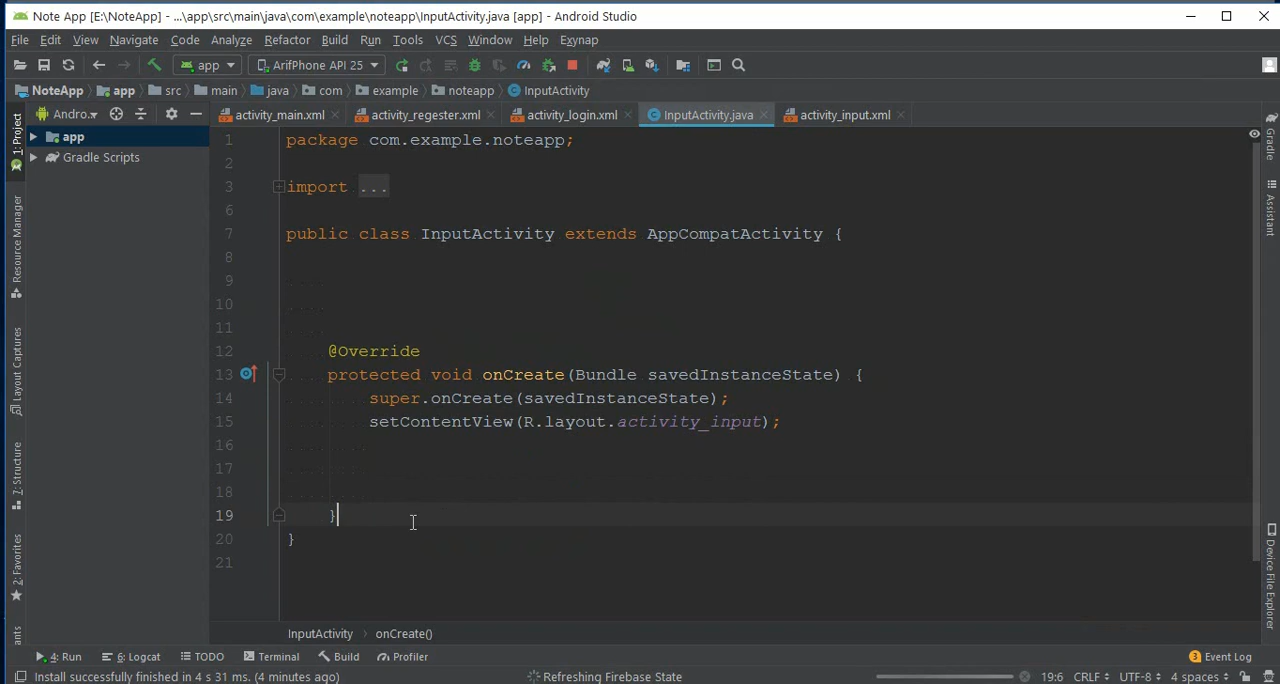 Note App [E:\NoteApp] - ...\app\src\main\java\com\example\noteapp\InputActivity.java [app] - Android Studio
File Edit View Navigate Code Analyze Refactor Build Run Tools VCS Window Help Exynap
app ArifPhone API 25
NoteApp app src main java com example noteapp InputActivity
Andro.. activity_main.xml activity_regester.xml activity_login.xml InputActivity.java activity_input.xml
app
Gradle Scripts
1: Project
Resource Manager
Layout Captures
7: Structure
2: Favorites
ants
1 package com.example.noteapp;
2
3 import ...
6
7 public class InputActivity extends AppCompatActivity {
8
9
10
11
12 @Override
13 protected void onCreate(Bundle savedInstanceState) {
14 super.onCreate(savedInstanceState);
15 setContentView(R.layout.activity_input);
16
17
18
19 }
20 }
21
Gradle
Assistant
Device File Explorer
InputActivity › onCreate()
4: Run 6: Logcat TODO Terminal Build Profiler 3 Event Log
Install successfully finished in 4 s 31 ms. (4 minutes ago) Refreshing Firebase State 19:6 CRLF UTF-8 4 spaces